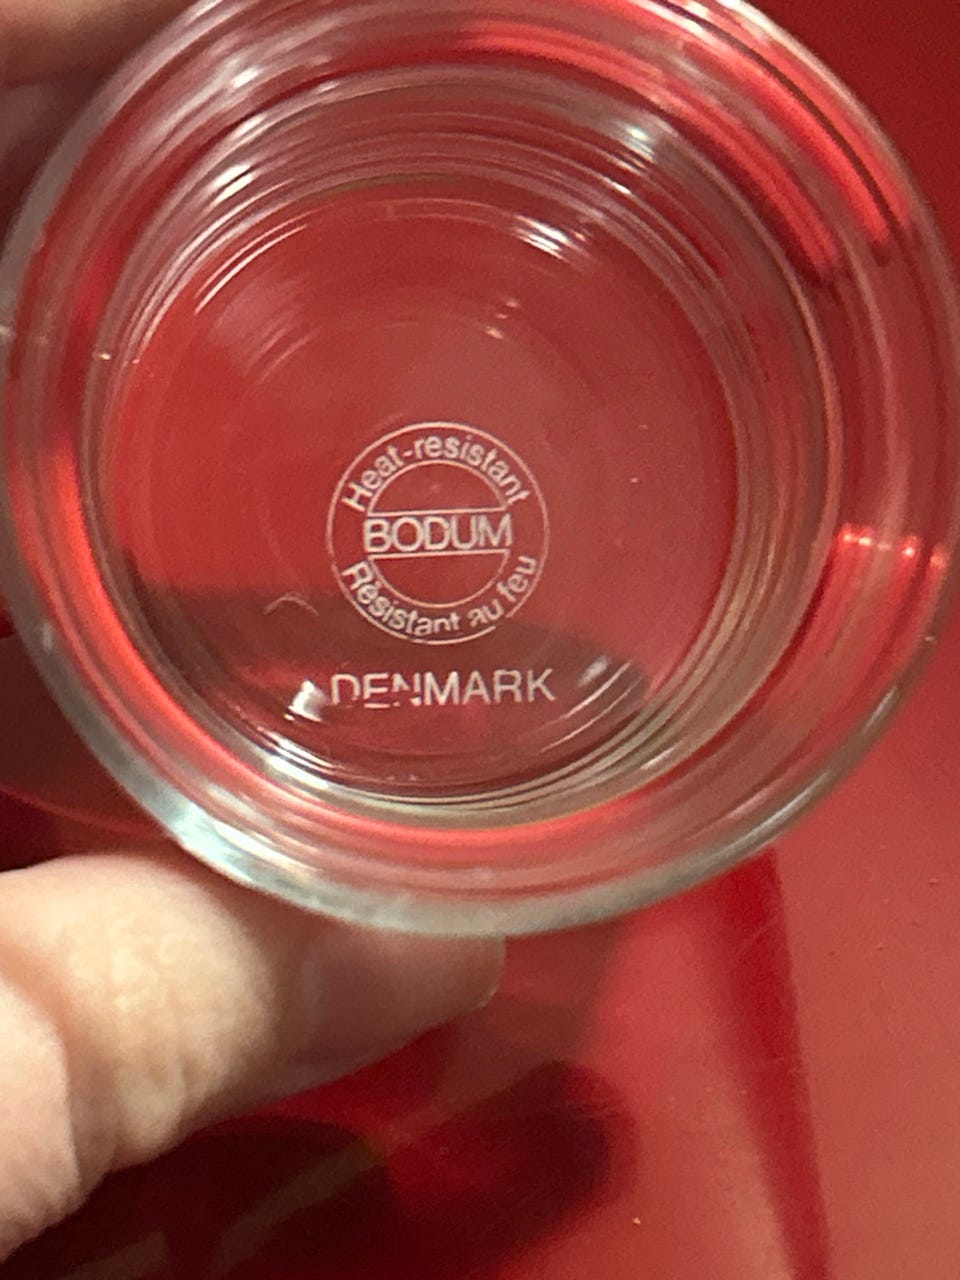 Heat-resistant
BODUM
Résistant au feu
DENMARK